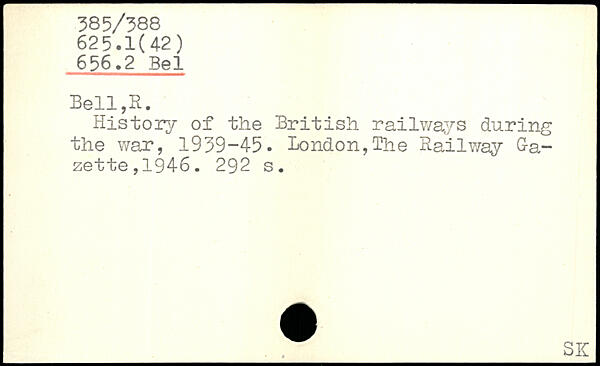 385/388
625.1(42)
656.2 Bel
Bell,R.
History of the British railways during
the war, 1939-45. London,The Railway Ga-
zette,1946. 292 s.
SK